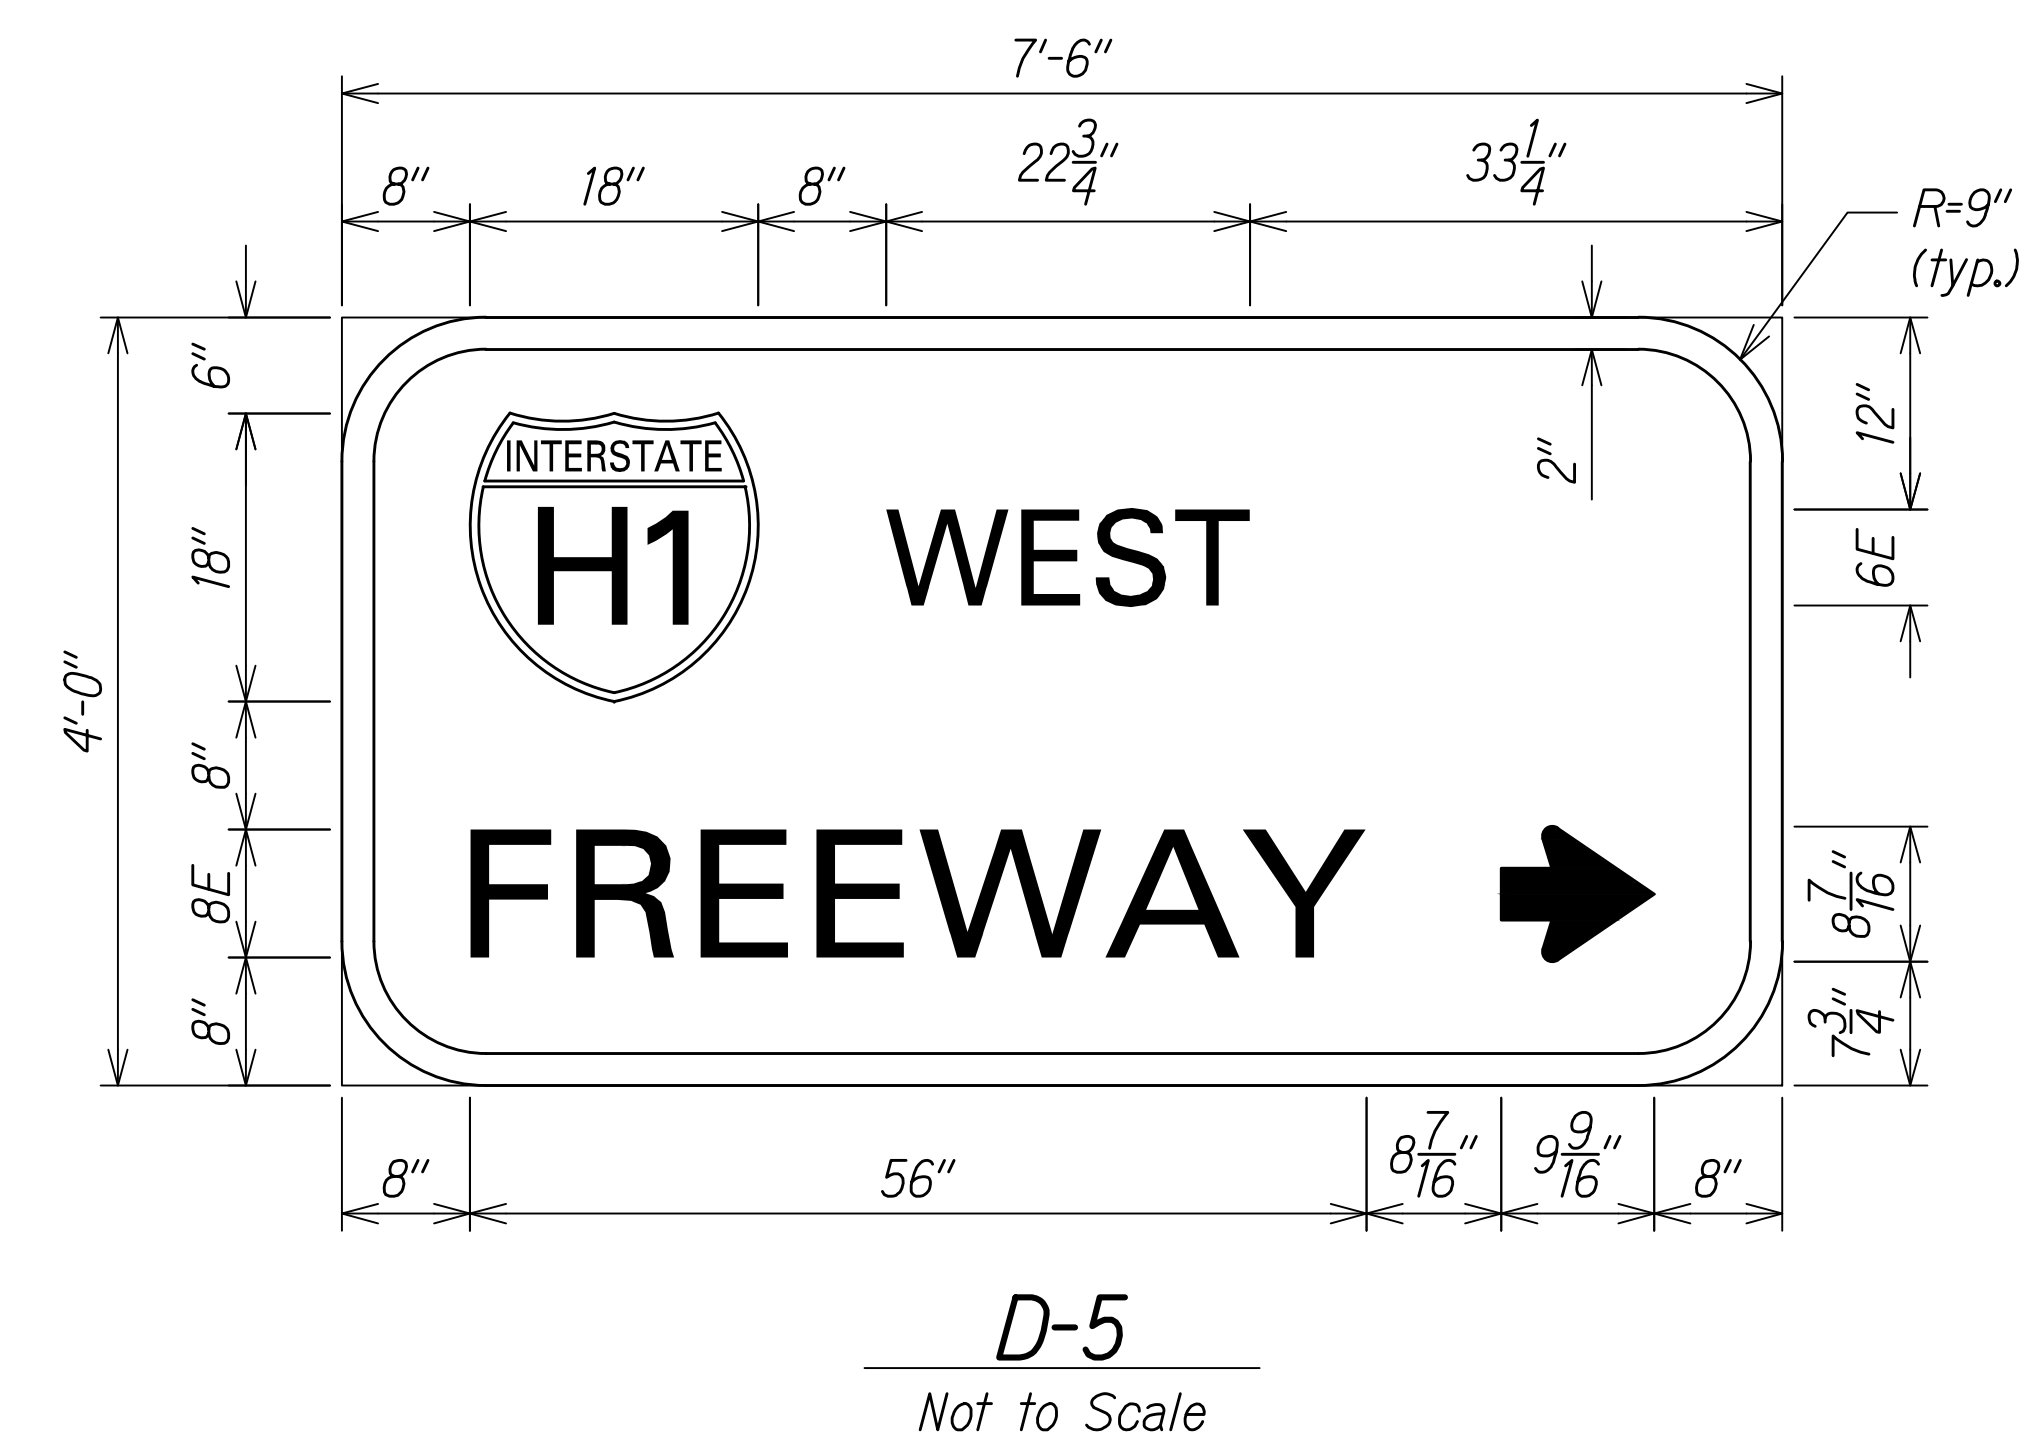 7'-6"
8" 18" 8" 22 3/4" 33 1/4"
R=9"
(typ.)
6"
12"
2"
INTERSTATE
H1
WEST
18"
6E
4'-0"
8"
FREEWAY
8E
8 7/16"
8"
7 3/4"
8" 56" 8 7/16" 9 9/16" 8"
D-5
Not to Scale